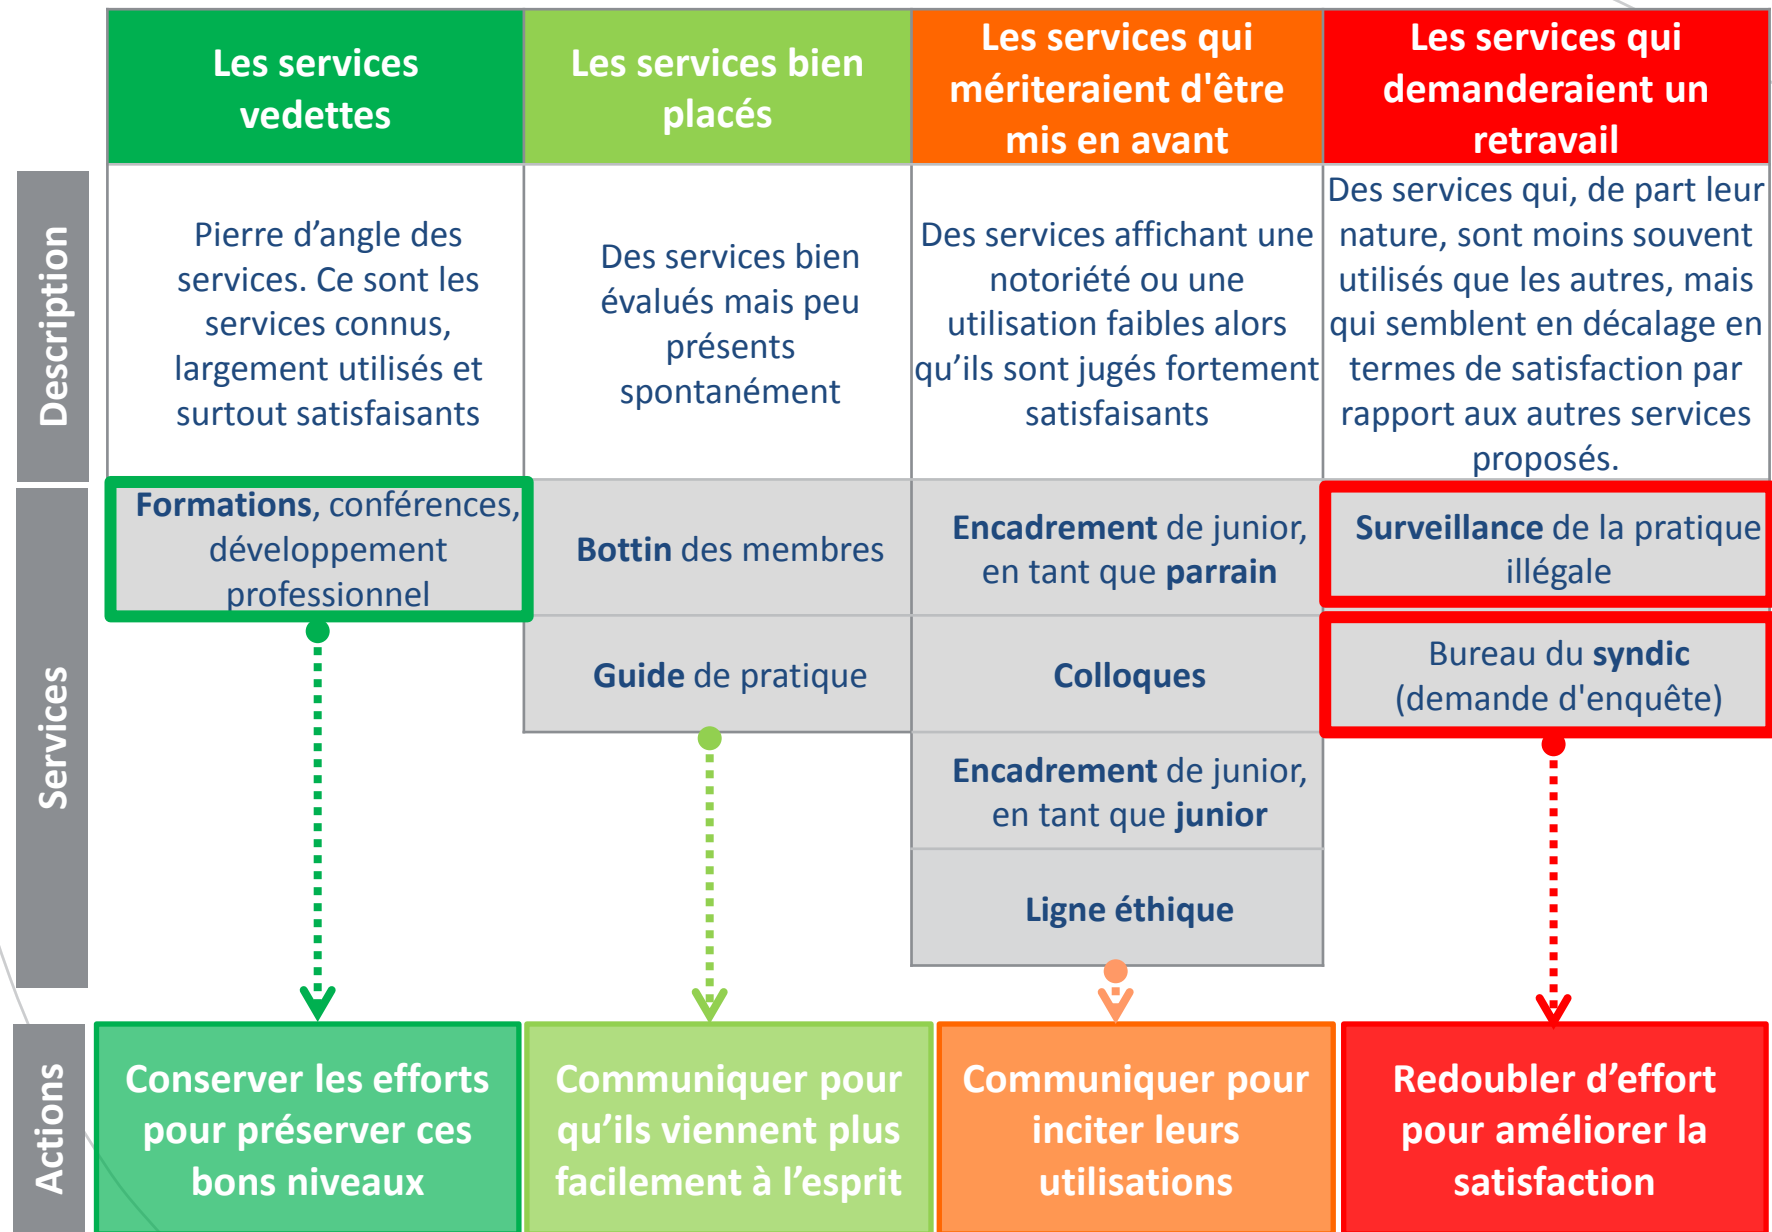 Les services
vedettes
Les services bien
placés
Les services qui
mériteraient d'être
mis en avant
Les services qui
demanderaient un
retravail
Description
Pierre d’angle des
services. Ce sont les
services connus,
largement utilisés et
surtout satisfaisants
Des services bien
évalués mais peu
présents
spontanément
Des services affichant une
notoriété ou une
utilisation faibles alors
qu’ils sont jugés fortement
satisfaisants
Des services qui, de part leur
nature, sont moins souvent
utilisés que les autres, mais
qui semblent en décalage en
termes de satisfaction par
rapport aux autres services
proposés.
Services
Formations, conférences,
développement
professionnel
Bottin des membres
Guide de pratique
Encadrement de junior,
en tant que parrain
Colloques
Encadrement de junior,
en tant que junior
Ligne éthique
Surveillance de la pratique
illégale
Bureau du syndic
(demande d'enquête)
Actions
Conserver les efforts
pour préserver ces
bons niveaux
Communiquer pour
qu’ils viennent plus
facilement à l’esprit
Communiquer pour
inciter leurs
utilisations
Redoubler d’effort
pour améliorer la
satisfaction